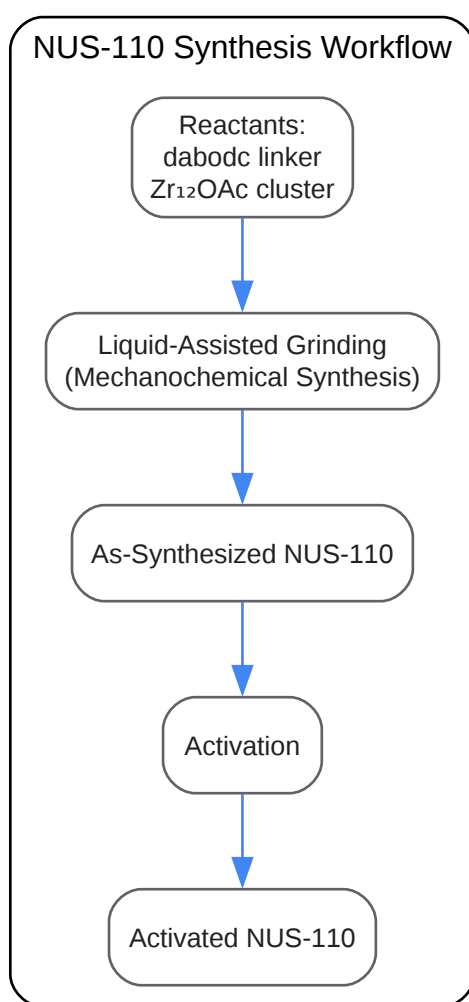 NUS-110 Synthesis Workflow
Reactants:
dabodc linker
Zr₁₂OAc cluster
Liquid-Assisted Grinding
(Mechanochemical Synthesis)
As-Synthesized NUS-110
Activation
Activated NUS-110